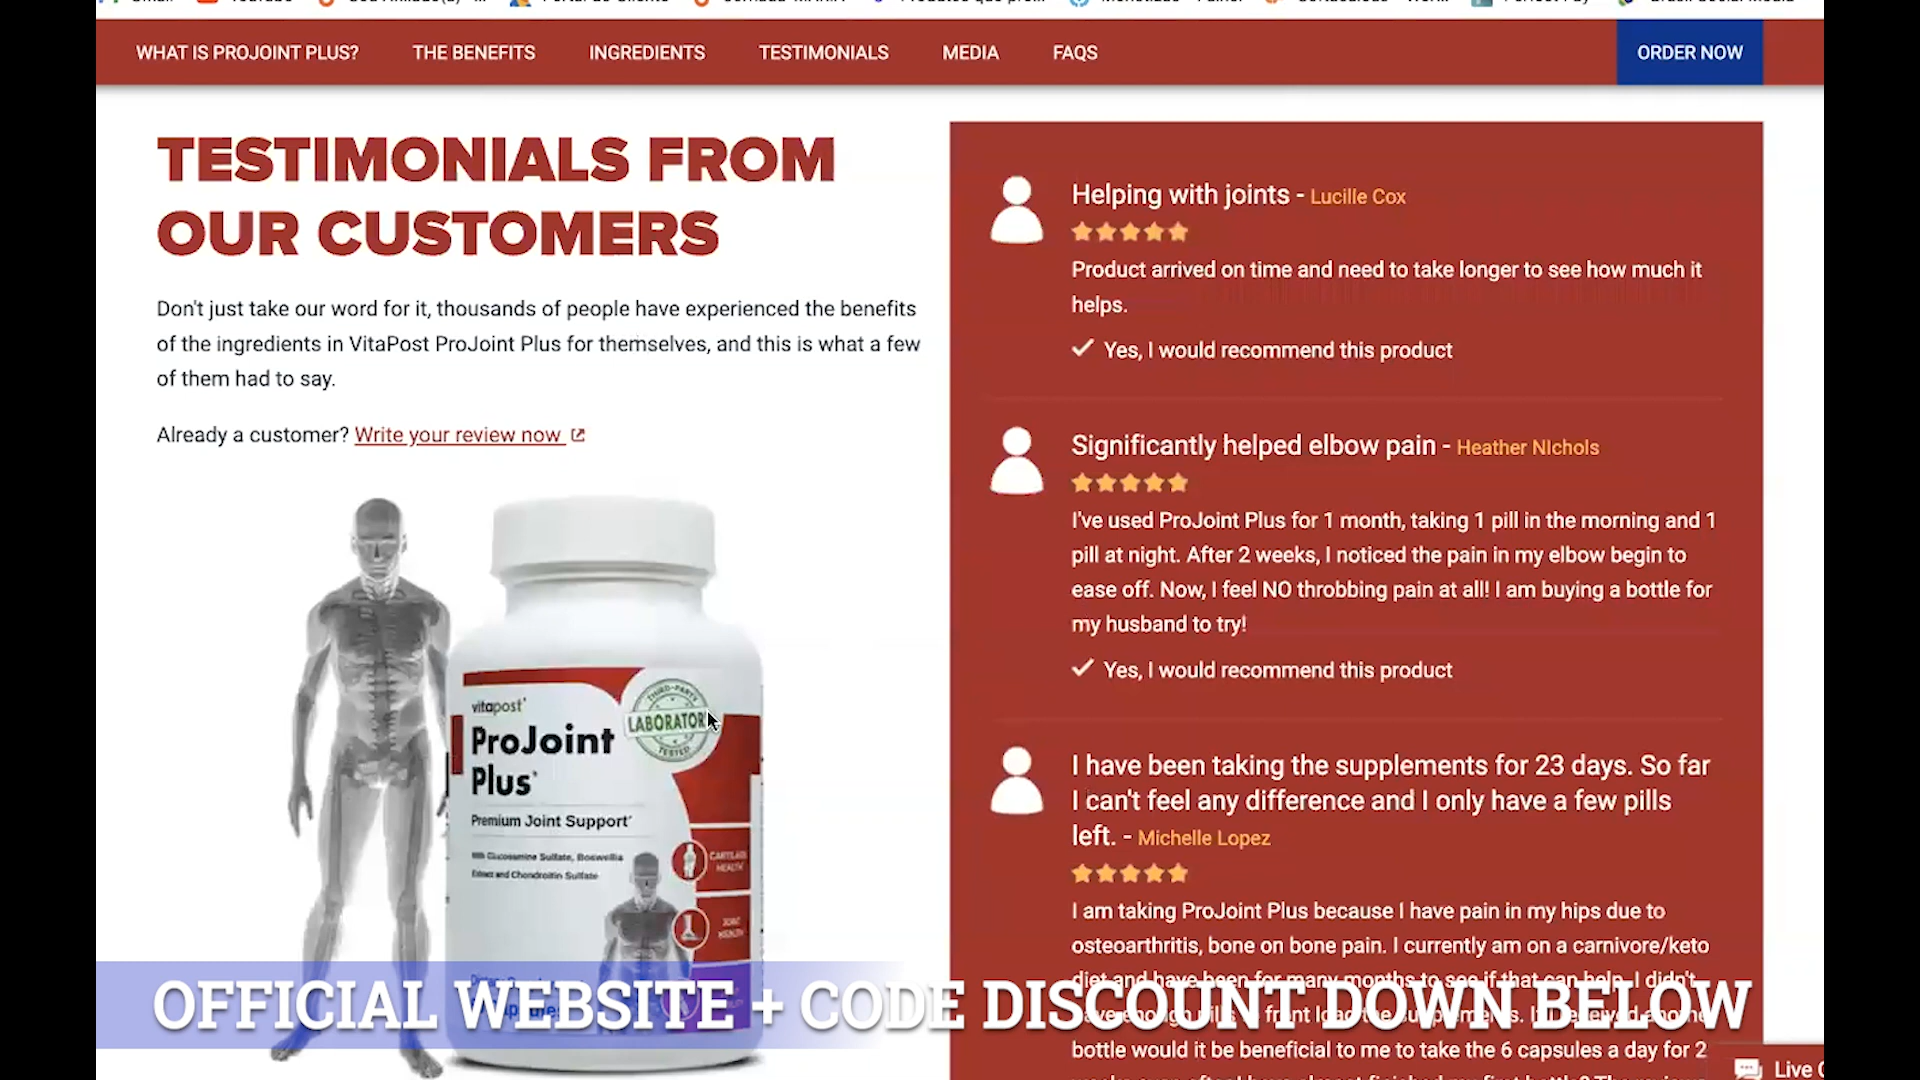 WHAT IS PROJOINT PLUS?
THE BENEFITS
INGREDIENTS
TESTIMONIALS
MEDIA
FAQS
ORDER NOW
TESTIMONIALS FROM
OUR CUSTOMERS
Don't just take our word for it, thousands of people have experienced the benefits
of the ingredients in VitaPost ProJoint Plus for themselves, and this is what a few
of them had to say.
Already a customer? Write your review now
vitapost
THIRD-PARTY
LABORATORY
TESTED
ProJoint
Plus
Premium Joint Support
With Glucosamine Sulfate, Boswellia
Extract and Chondroitin Sulfate
CARTILAGE
HEALTH
JOINT
HEALTH
Helping with joints - Lucille Cox
Product arrived on time and need to take longer to see how much it
helps.
Yes, I would recommend this product
Significantly helped elbow pain - Heather NIchols
I've used ProJoint Plus for 1 month, taking 1 pill in the morning and 1
pill at night. After 2 weeks, I noticed the pain in my elbow begin to
ease off. Now, I feel NO throbbing pain at all! I am buying a bottle for
my husband to try!
Yes, I would recommend this product
I have been taking the supplements for 23 days. So far
I can't feel any difference and I only have a few pills
left. - Michelle Lopez
I am taking ProJoint Plus because I have pain in my hips due to
osteoarthritis, bone on bone pain. I currently am on a carnivore/keto
diet and have been for many months to see if that can help. I didn't
bottle would it be beneficial to me to take the 6 capsules a day for 2
OFFICIAL WEBSITE + CODE DISCOUNT DOWN BELOW
Live